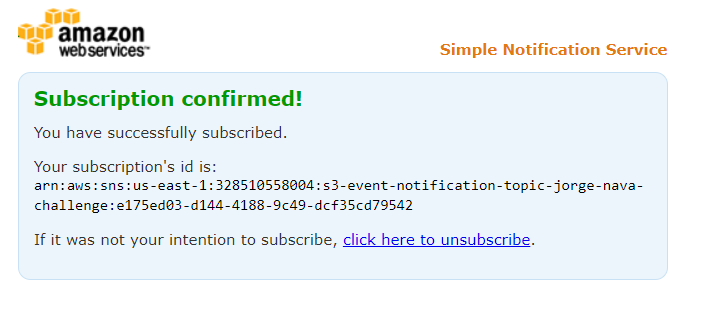 amazon
webservices™
Simple Notification Service
Subscription confirmed!
You have successfully subscribed.
Your subscription's id is:
arn:aws:sns:us-east-1:328510558004:s3-event-notification-topic-jorge-nava-
challenge:e175ed03-d144-4188-9c49-dcf35cd79542
If it was not your intention to subscribe, click here to unsubscribe.